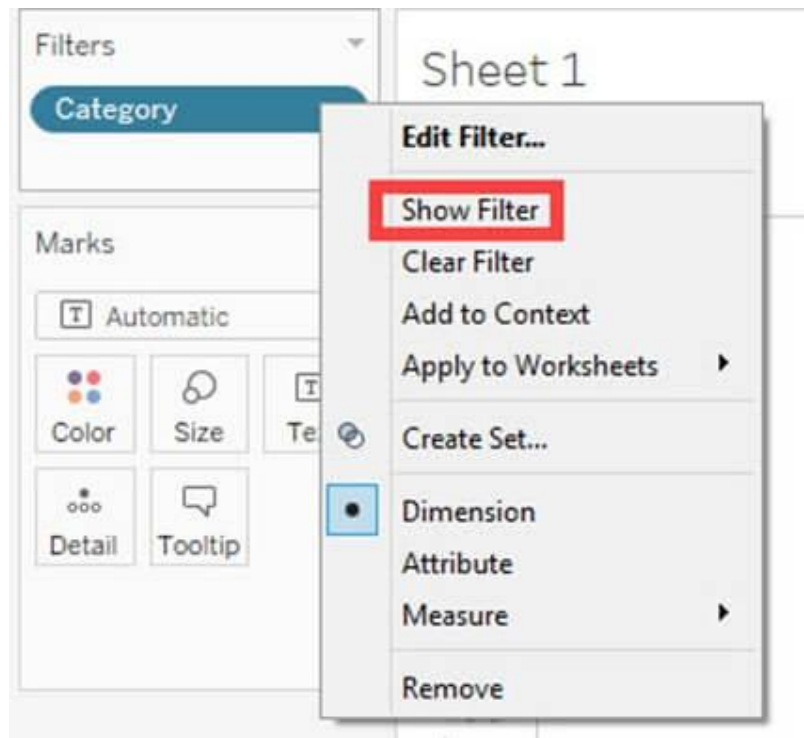 Filters
Category
Sheet 1
Edit Filter...
Show Filter
Clear Filter
Add to Context
Apply to Worksheets
Create Set...
Dimension
Attribute
Measure
Remove
Marks
T Automatic
Color
Size
T
Te
Detail
Tooltip